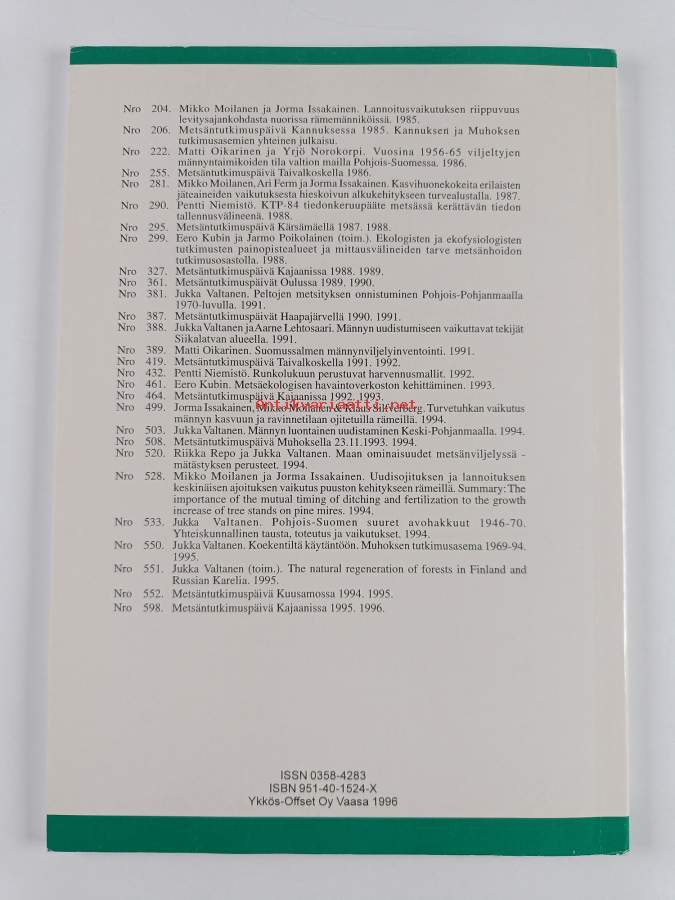 Nro 204. Mikko Moilanen ja Jorma Issakainen. Lannoitusvaikutuksen riippuvuus
levitysajankohdasta nuorissa rämemänniköissä. 1985.
Nro 206. Metsäntutkimuspäivä Kannuksessa 1985. Kannuksen ja Muhoksen
tutkimusasemien yhteinen julkaisu.
Nro 222. Matti Oikarinen ja Yrjö Norokorpi. Vuosina 1956-65 viljeltyjen
männyntaimikoiden tila valtion mailla Pohjois-Suomessa. 1986.
Nro 255. Metsäntutkimuspäivä Taivalkoskella 1986.
Nro 281. Mikko Moilanen, Ari Ferm ja Jorma Issakainen. Kasvihuonekokeita erilaisten
jäteaineiden vaikutuksesta hieskoivun alkukehitykseen turvealustalla. 1987.
Nro 290. Pentti Niemistö. KTP-84 tiedonkeruupääte metsässä kerättävän tiedon
tallennusvälineenä. 1988.
Nro 295. Metsäntutkimuspäivä Kärsämäellä 1987. 1988.
Nro 299. Eero Kubin ja Jarmo Poikolainen (toim.). Ekologisten ja ekofysiologisten
tutkimusten painopistealueet ja mittausvälineiden tarve metsänhoidon
tutkimusosastolla. 1988.
Nro 327. Metsäntutkimuspäivä Kajaanissa 1988. 1989.
Nro 361. Metsäntutkimuspäivät Oulussa 1989. 1990.
Nro 381. Jukka Valtanen. Peltojen metsityksen onnistuminen Pohjois-Pohjanmaalla
1970-luvulla. 1991.
Nro 387. Metsäntutkimuspäivät Haapajärvellä 1990. 1991.
Nro 388. Jukka Valtanen ja Aarne Lehtosaari. Männyn uudistumiseen vaikuttavat tekijät
Siikalatvan alueella. 1991.
Nro 389. Matti Oikarinen. Suomussalmen männynviljelyinventointi. 1991.
Nro 419. Metsäntutkimuspäivä Taivalkoskella 1991. 1992.
Nro 432. Pentti Niemistö. Runkolukuun perustuvat harvennusmallit. 1992.
Nro 461. Eero Kubin. Metsäekologisen havaintoverkoston kehittäminen. 1993.
Nro 464. Metsäntutkimuspäivä Kajaanissa 1992. 1993.
antikvariaatti.net
Nro 499. Jorma Issakainen, Mikko Moilanen & Klaus Silfverberg. Turvetuhkan vaikutus
männyn kasvuun ja ravinnetilaan ojitetuilla rämeillä. 1994.
Nro 503. Jukka Valtanen. Männyn luontainen uudistaminen Keski-Pohjanmaalla. 1994.
Nro 508. Metsäntutkimuspäivä Muhoksella 23.11.1993. 1994.
Nro 520. Riikka Repo ja Jukka Valtanen. Maan ominaisuudet metsänviljelyssä -
mätästyksen perusteet. 1994.
Nro 528. Mikko Moilanen ja Jorma Issakainen. Uudisojituksen ja lannoituksen
keskinäisen ajoituksen vaikutus puuston kehitykseen rämeillä. Summary: The
importance of the mutual timing of ditching and fertilization to the growth
increase of tree stands on pine mires. 1994.
Nro 533. Jukka Valtanen. Pohjois-Suomen suuret avohakkuut 1946-70.
Yhteiskunnallinen tausta, toteutus ja vaikutukset. 1994.
Nro 550. Jukka Valtanen. Koekentiltä käytäntöön. Muhoksen tutkimusasema 1969-94.
1995.
Nro 551. Jukka Valtanen (toim.). The natural regeneration of forests in Finland and
Russian Karelia. 1995.
Nro 552. Metsäntutkimuspäivä Kuusamossa 1994. 1995.
Nro 598. Metsäntutkimuspäivä Kajaanissa 1995. 1996.
ISSN 0358-4283
ISBN 951-40-1524-X
Ykkös-Offset Oy Vaasa 1996